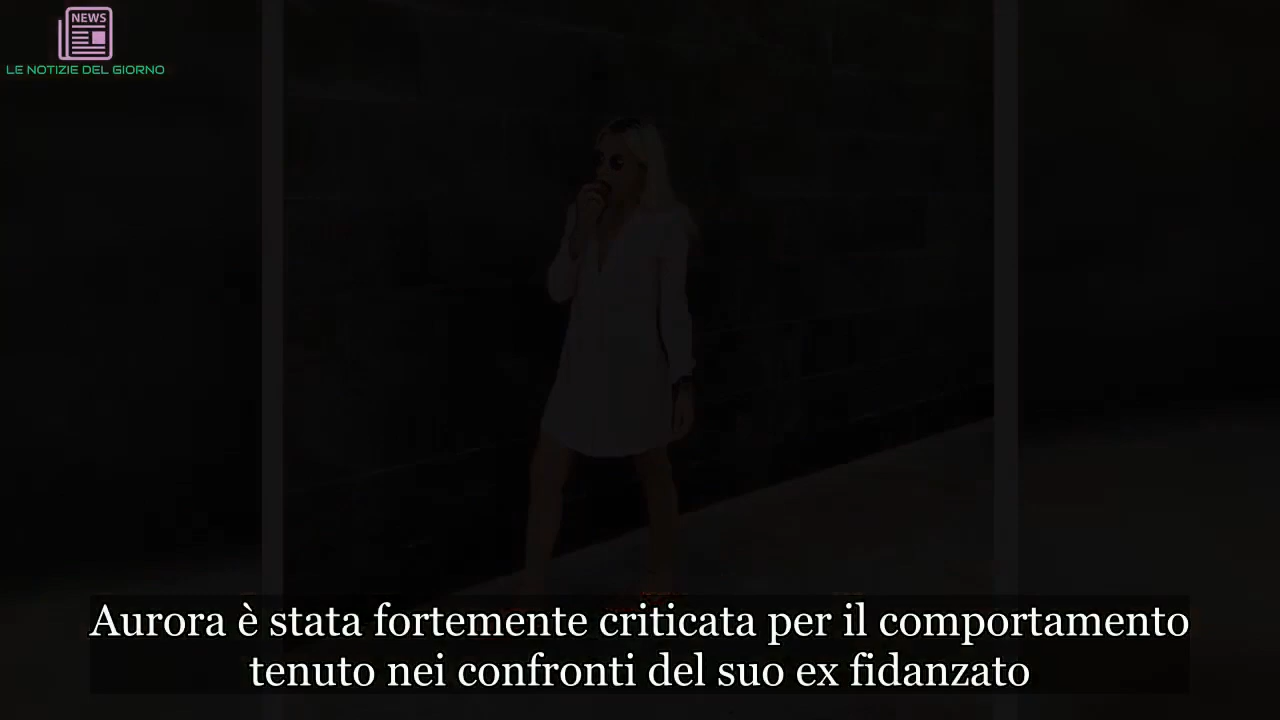 NEWS
LE NOTIZIE DEL GIORNO
Aurora è stata fortemente criticata per il comportamento
tenuto nei confronti del suo ex fidanzato